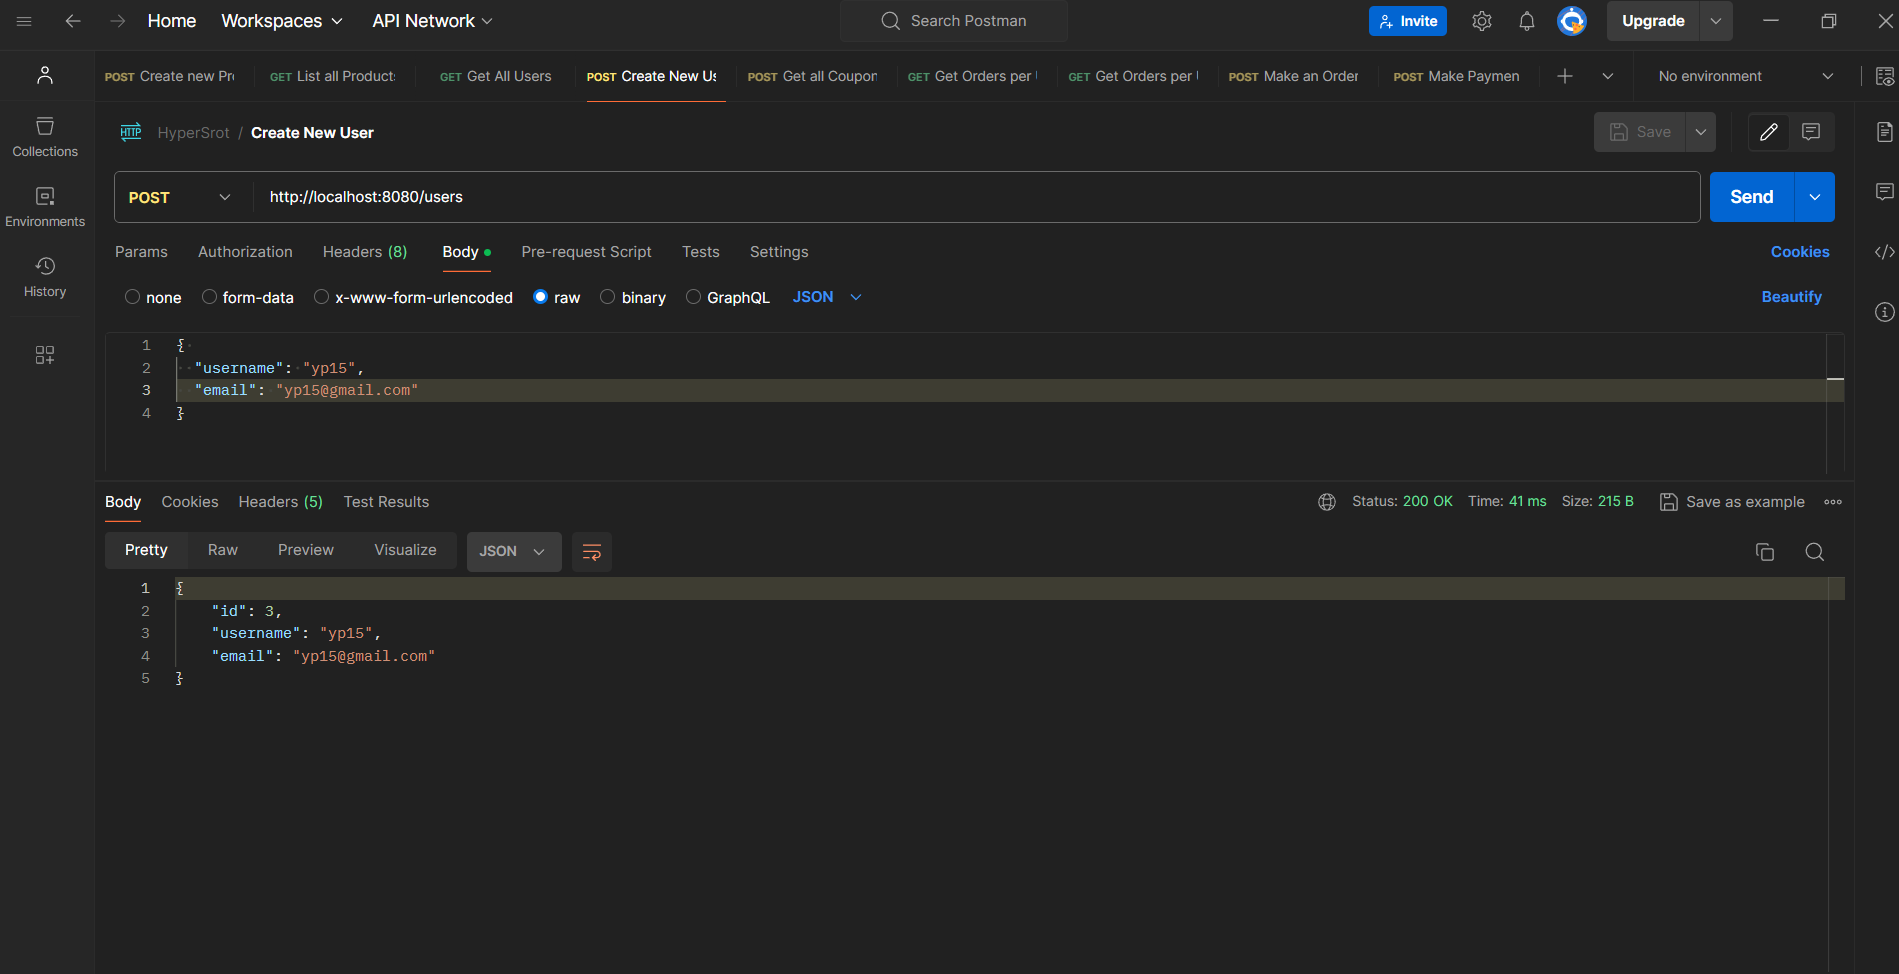 Home Workspaces API Network Search Postman Invite Upgrade
POST Create new Pr GET List all Product GET Get All Users POST Create New Us POST Get all Coupon GET Get Orders per GET Get Orders per POST Make an Order POST Make Paymen No environment
HTTP HyperSrot / Create New User Save
Collections
POST http://localhost:8080/users Send
Environments
Params Authorization Headers (8) Body Pre-request Script Tests Settings Cookies
History
none form-data x-www-form-urlencoded raw binary GraphQL JSON Beautify
1 {
2 "username": "yp15",
3 "email": "yp15@gmail.com"
4 }
Body Cookies Headers (5) Test Results Status: 200 OK Time: 41 ms Size: 215 B Save as example
Pretty Raw Preview Visualize JSON
1 {
2 "id": 3,
3 "username": "yp15",
4 "email": "yp15@gmail.com"
5 }